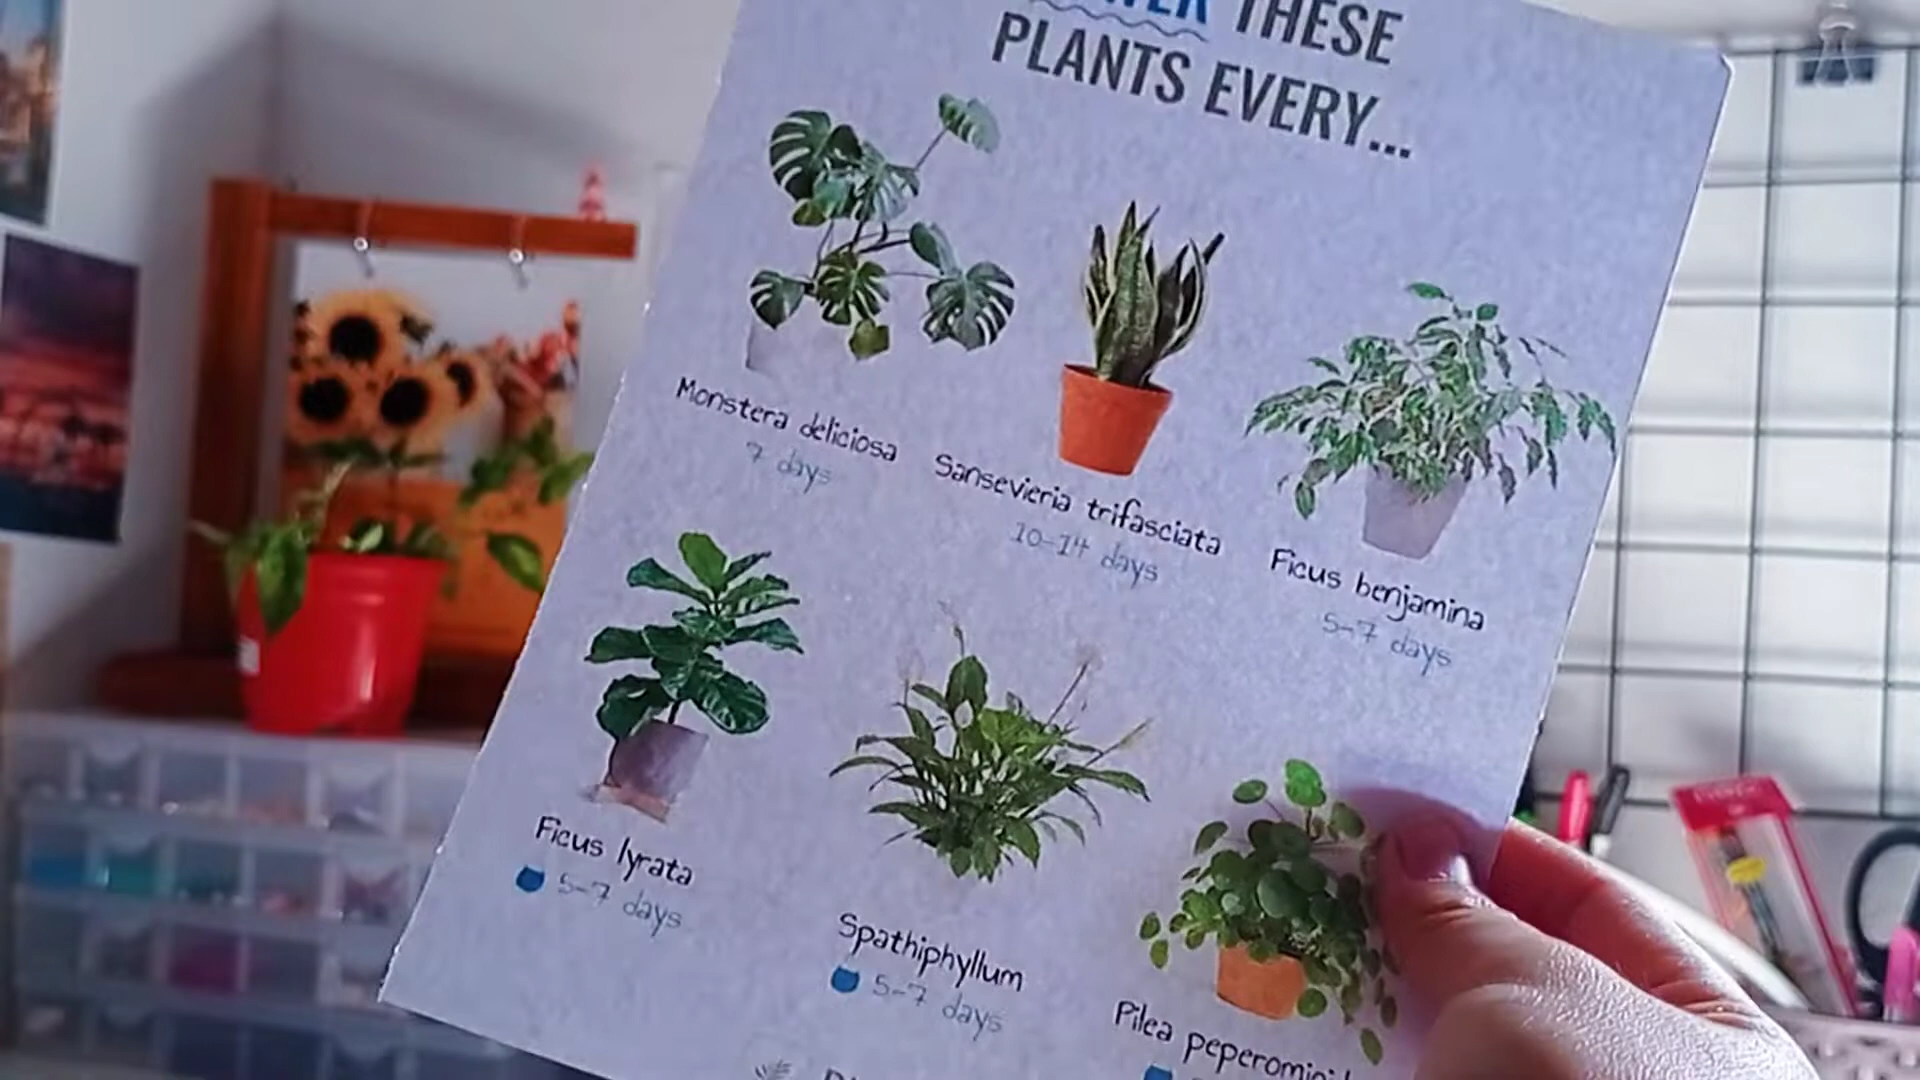 THESE
PLANTS EVERY...
Monstera deliciosa
7 days
Sansevieria trifasciata
10-14 days
Ficus benjamina
5-7 days
Ficus lyrata
5-7 days
Spathiphyllum
5-7 days
Pilea